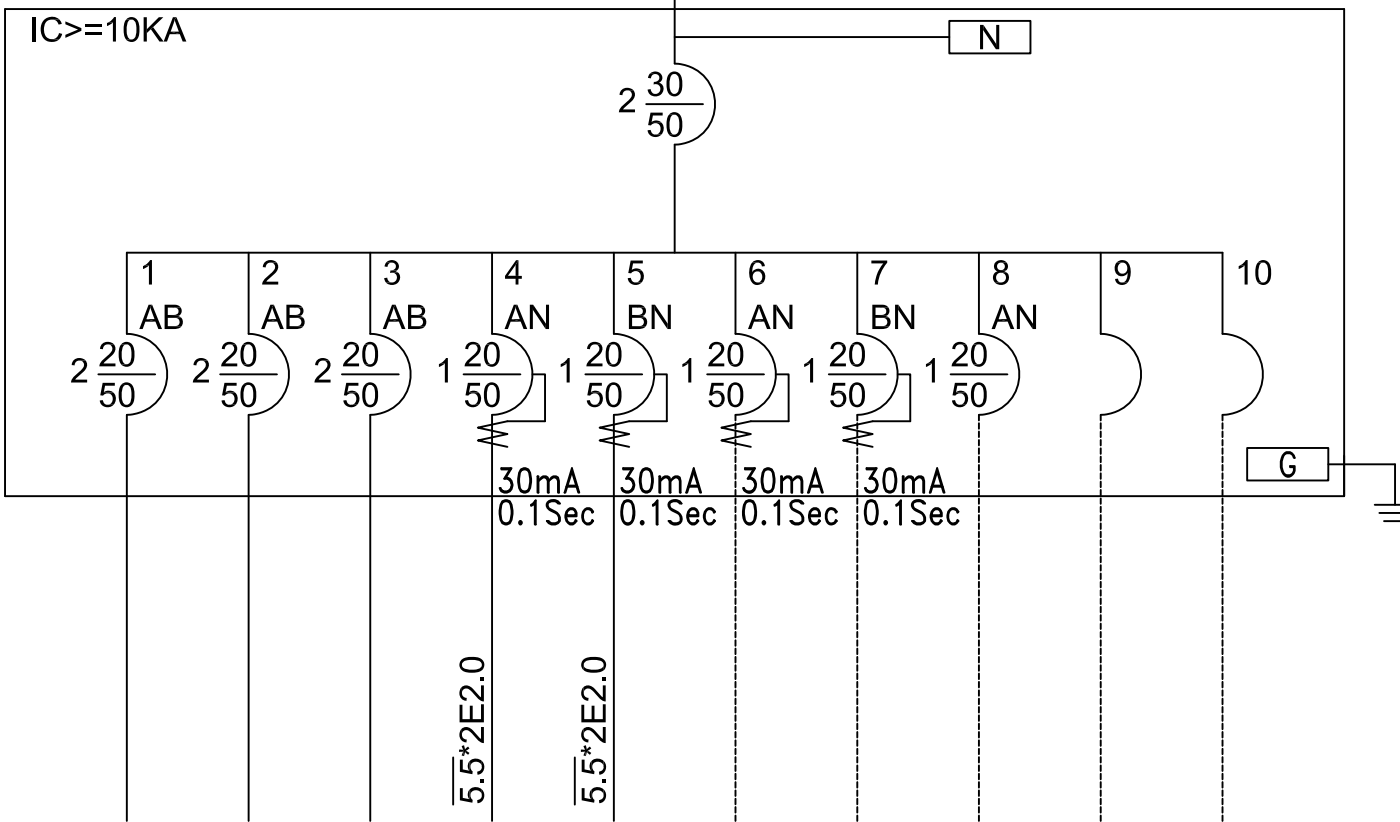 IC>=10KA
N
2 30
50
1 2 3 4 5 6 7 8 9 10
AB AB AB AN BN AN BN AN
2 20 2 20 2 20 1 20 1 20 1 20 1 20 1 20
50 50 50 50 50 50 50 50
G
30mA 30mA 30mA 30mA
0.1Sec 0.1Sec 0.1Sec 0.1Sec
5.5*2E2.0
5.5*2E2.0